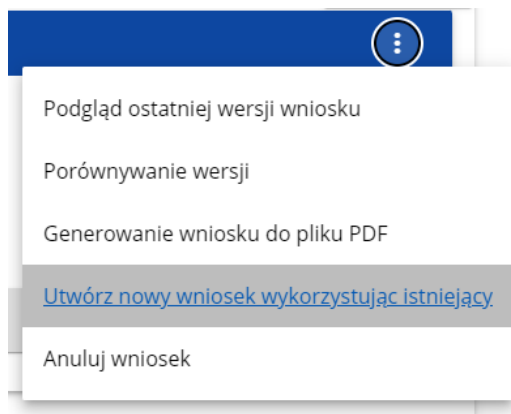 Podgląd ostatniej wersji wniosku
Porównywanie wersji
Generowanie wniosku do pliku PDF
Utwórz nowy wniosek wykorzystując istniejący
Anuluj wniosek